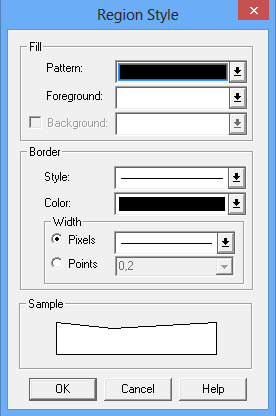 Region Style
Fill
Pattern:
Foreground:
Background:
Border
Style:
Color:
Width
Pixels
Points 0,2
Sample
OK Cancel Help